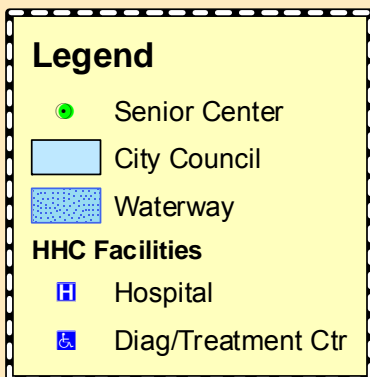 Legend
Senior Center
City Council
Waterway
HHC Facilities
H Hospital
Diag/Treatment Ctr